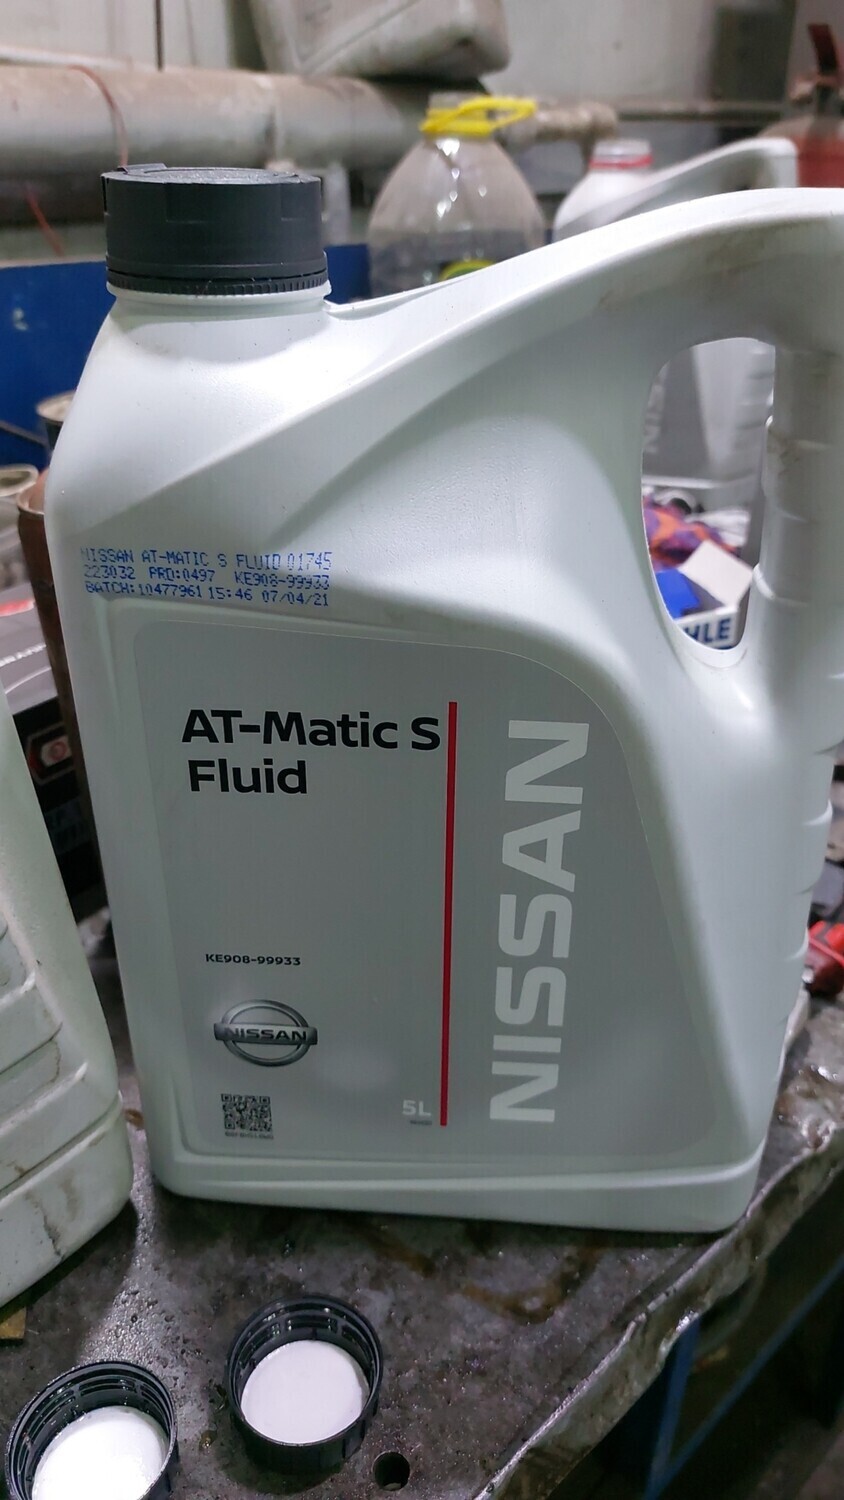 NISSAN AT-MATIC S FLUID 01745
223032 PRD:0497 KE908-99933
BATCH:10477961 15:46 07/04/21
AT-Matic S
Fluid
NISSAN
KE908-99933
NISSAN
5L
HLE